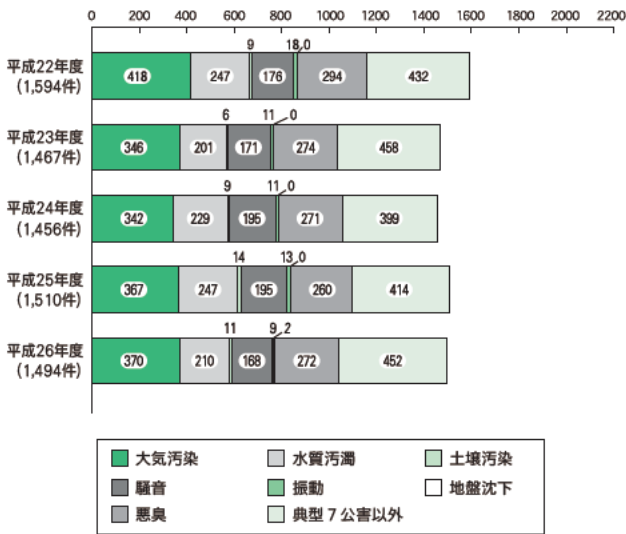 0 200 400 600 800 1000 1200 1400 1600 1800 2000 2200
9 18 0
平成22年度
(1,594件)
418 247 176 294 432
6 11 0
平成23年度
(1,467件)
346 201 171 274 458
9 11 0
平成24年度
(1,456件)
342 229 195 271 399
14 13 0
平成25年度
(1,510件)
367 247 195 260 414
11 9 2
平成26年度
(1,494件)
370 210 168 272 452
大気汚染 水質汚濁 土壌汚染
騒音 振動 地盤沈下
悪臭 典型7公害以外